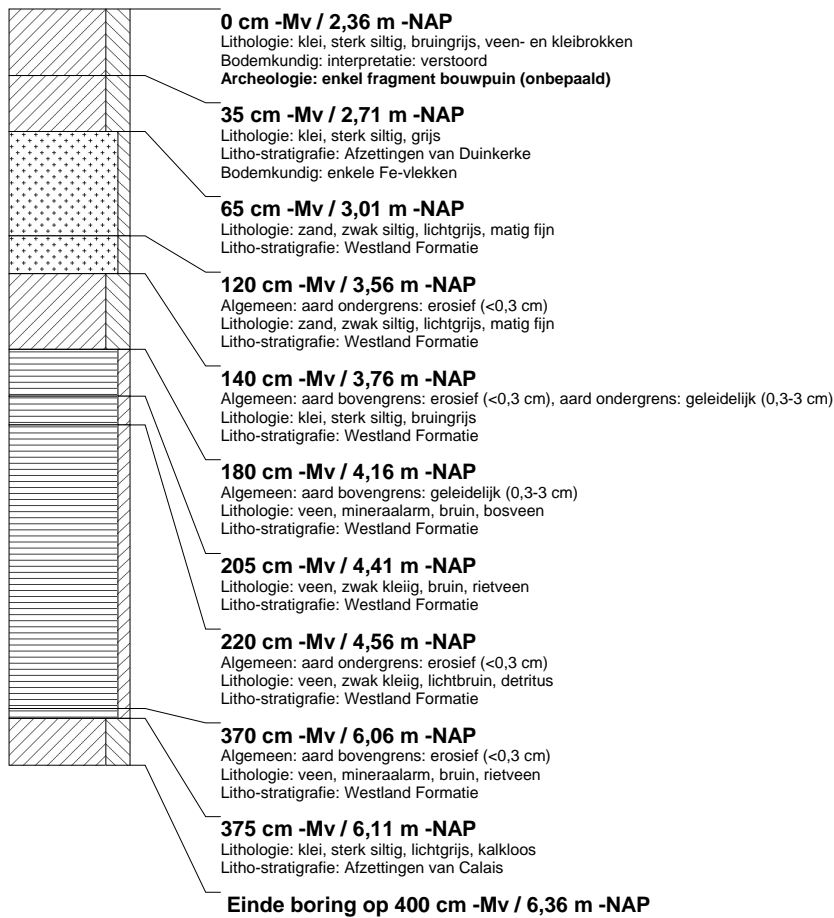 0 cm -Mv / 2,36 m -NAP
Lithologie: klei, sterk siltig, bruingrijs, veen- en kleibrokken
Bodemkundig: interpretatie: verstoord
Archeologie: enkel fragment bouwpuin (onbepaald)
35 cm -Mv / 2,71 m -NAP
Lithologie: klei, sterk siltig, grijs
Litho-stratigrafie: Afzettingen van Duinkerke
Bodemkundig: enkele Fe-vlekken
65 cm -Mv / 3,01 m -NAP
Lithologie: zand, zwak siltig, lichtgrijs, matig fijn
Litho-stratigrafie: Westland Formatie
120 cm -Mv / 3,56 m -NAP
Algemeen: aard ondergrens: erosief (<0,3 cm)
Lithologie: zand, zwak siltig, lichtgrijs, matig fijn
Litho-stratigrafie: Westland Formatie
140 cm -Mv / 3,76 m -NAP
Algemeen: aard bovengrens: erosief (<0,3 cm), aard ondergrens: geleidelijk (0,3-3 cm)
Lithologie: klei, sterk siltig, bruingrijs
Litho-stratigrafie: Westland Formatie
180 cm -Mv / 4,16 m -NAP
Algemeen: aard bovengrens: geleidelijk (0,3-3 cm)
Lithologie: veen, mineraalarm, bruin, bosveen
Litho-stratigrafie: Westland Formatie
205 cm -Mv / 4,41 m -NAP
Lithologie: veen, zwak kleiig, bruin, rietveen
Litho-stratigrafie: Westland Formatie
220 cm -Mv / 4,56 m -NAP
Algemeen: aard ondergrens: erosief (<0,3 cm)
Lithologie: veen, zwak kleiig, lichtbruin, detritus
Litho-stratigrafie: Westland Formatie
370 cm -Mv / 6,06 m -NAP
Algemeen: aard bovengrens: erosief (<0,3 cm)
Lithologie: veen, mineraalarm, bruin, rietveen
Litho-stratigrafie: Westland Formatie
375 cm -Mv / 6,11 m -NAP
Lithologie: klei, sterk siltig, lichtgrijs, kalkloos
Litho-stratigrafie: Afzettingen van Calais
Einde boring op 400 cm -Mv / 6,36 m -NAP